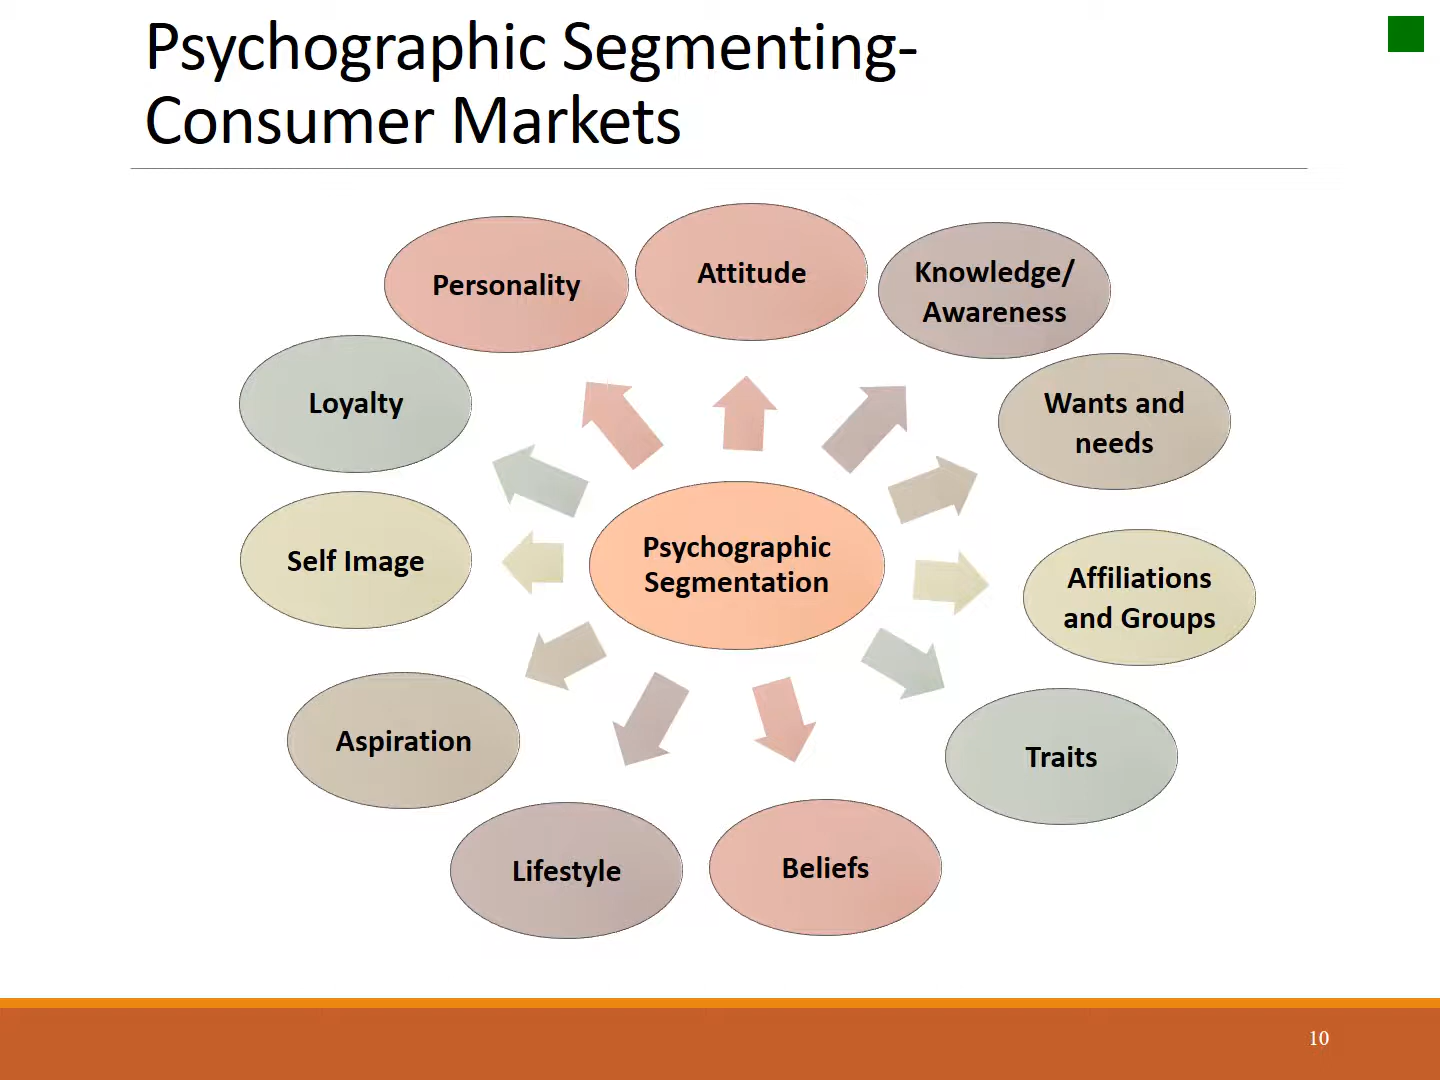 Psychographic Segmenting-
Consumer Markets
Personality
Attitude
Knowledge/
Awareness
Loyalty
Wants and
needs
Self Image
Psychographic
Segmentation
Affiliations
and Groups
Aspiration
Traits
Lifestyle
Beliefs
10